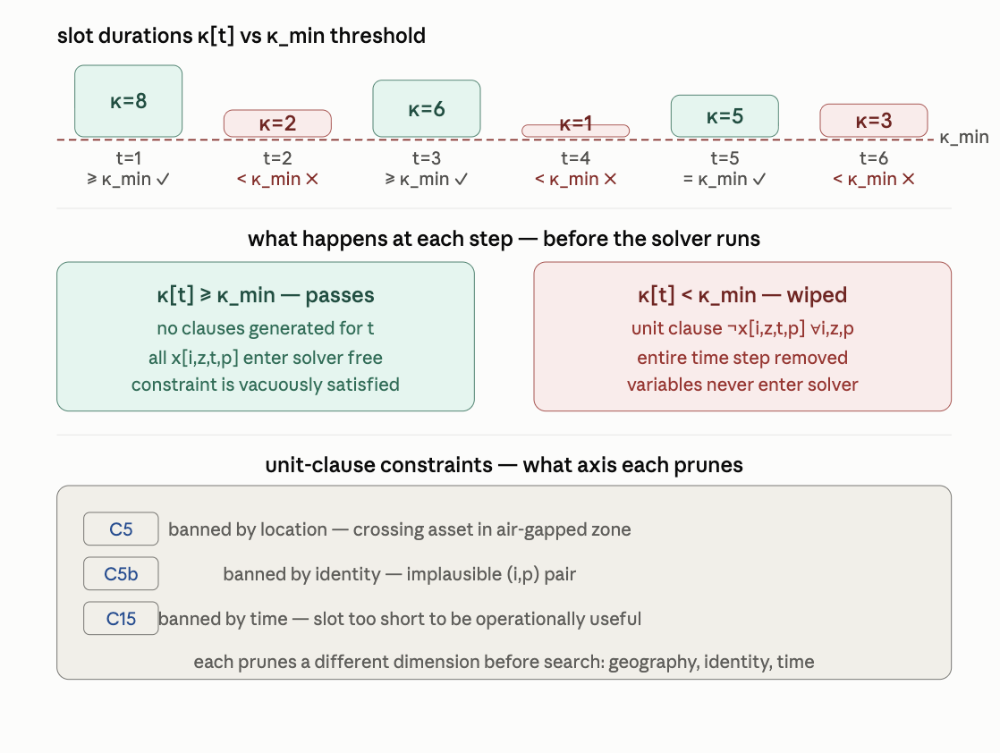 slot durations κ[t] vs κ_min threshold
κ=8
κ=2
κ=6
κ=1
κ=5
κ=3
κ_min
t=1
t=2
t=3
t=4
t=5
t=6
≥ κ_min ✓
< κ_min ✕
≥ κ_min ✓
< κ_min ✕
= κ_min ✓
< κ_min ✕
what happens at each step — before the solver runs
κ[t] ≥ κ_min — passes
no clauses generated for t
all x[i,z,t,p] enter solver free
constraint is vacuously satisfied
κ[t] < κ_min — wiped
unit clause ¬x[i,z,t,p] ∀i,z,p
entire time step removed
variables never enter solver
unit-clause constraints — what axis each prunes
C5 banned by location — crossing asset in air-gapped zone
C5b banned by identity — implausible (i,p) pair
C15 banned by time — slot too short to be operationally useful
each prunes a different dimension before search: geography, identity, time